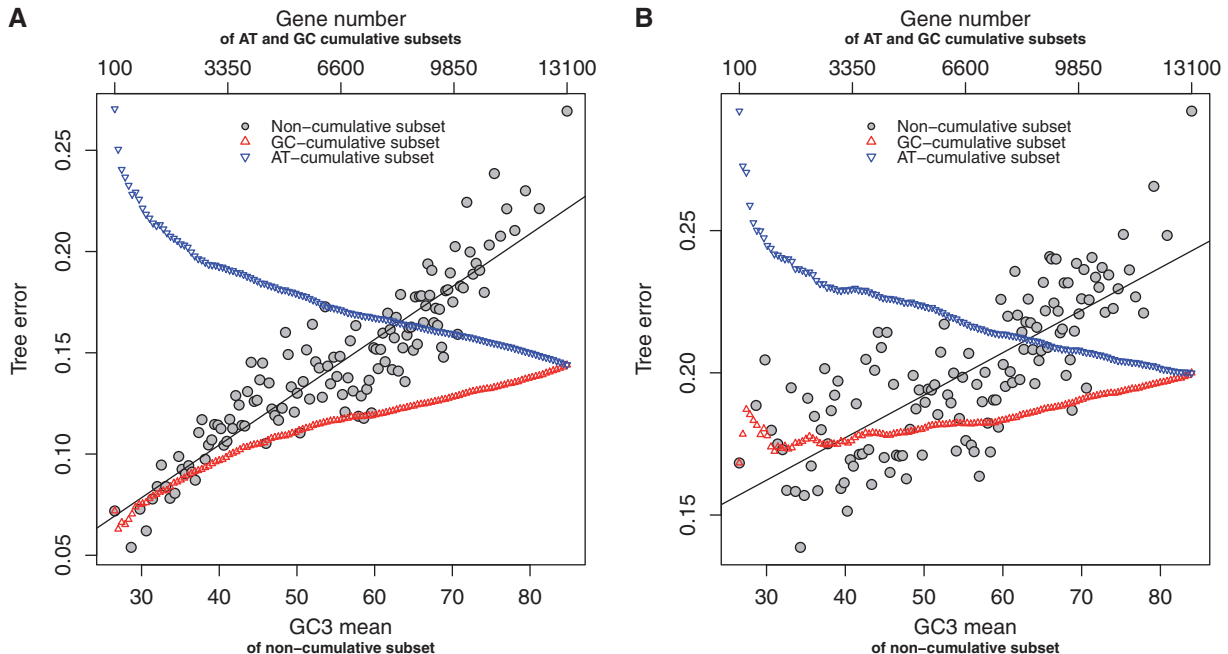 A
Gene number
of AT and GC cumulative subsets
100 3350 6600 9850 13100
Non−cumulative subset
GC−cumulative subset
AT−cumulative subset
Tree error
0.25
0.20
0.15
0.10
0.05
30 40 50 60 70 80
GC3 mean
of non−cumulative subset
B
Gene number
of AT and GC cumulative subsets
100 3350 6600 9850 13100
Non−cumulative subset
GC−cumulative subset
AT−cumulative subset
Tree error
0.25
0.20
0.15
30 40 50 60 70 80
GC3 mean
of non−cumulative subset